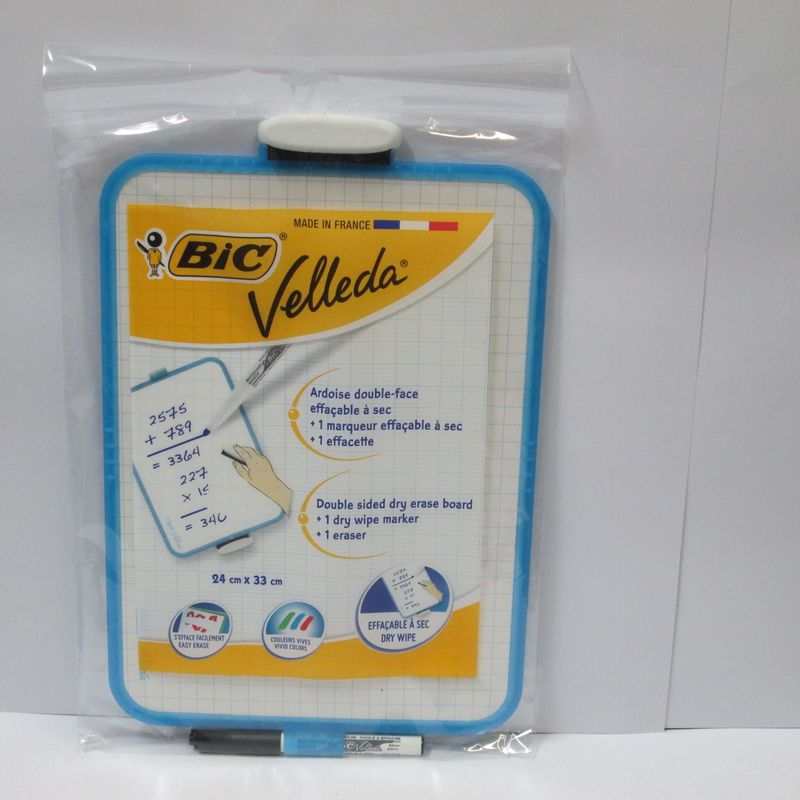 MADE IN FRANCE
BiC®
Velleda®
Ardoise double-face
effaçable à sec
+ 1 marqueur effaçable à sec
+ 1 effacette
2575
+ 789
= 3364
227
x 15
= 340
Double sided dry erase board
+ 1 dry wipe marker
+ 1 eraser
24 cm x 33 cm
S'EFFACE FACILEMENT
EASY ERASE
COULEURS VIVES
VIVID COLORS
EFFAÇABLE À SEC
DRY WIPE
BiC Velleda